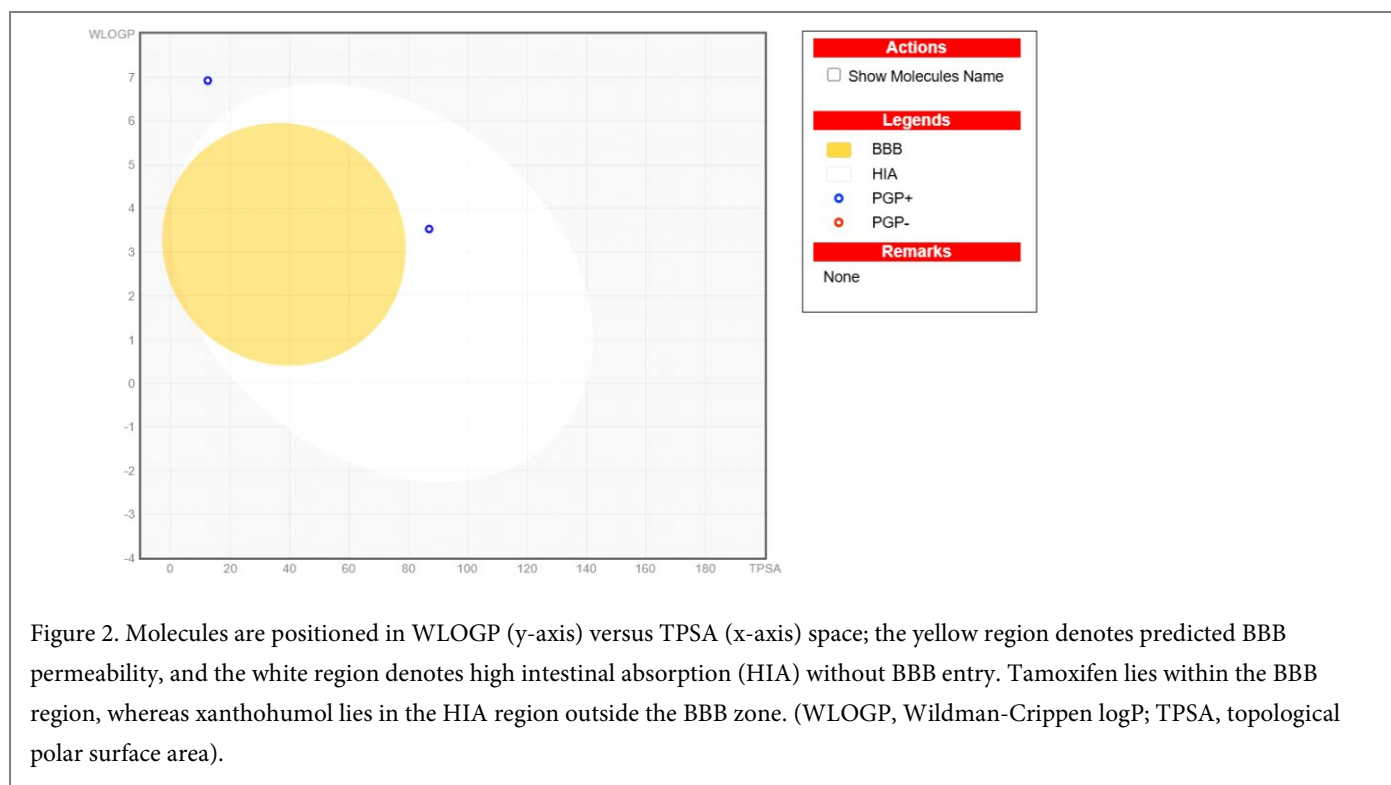 WLOGP
7
6
5
4
3
2
1
0
-1
-2
-3
-4
0 20 40 60 80 100 120 140 160 180 TPSA
Actions
Show Molecules Name
Legends
BBB
HIA
PGP+
PGP-
Remarks
None
Figure 2. Molecules are positioned in WLOGP (y-axis) versus TPSA (x-axis) space; the yellow region denotes predicted BBB
permeability, and the white region denotes high intestinal absorption (HIA) without BBB entry. Tamoxifen lies within the BBB
region, whereas xanthohumol lies in the HIA region outside the BBB zone. (WLOGP, Wildman-Crippen logP; TPSA, topological
polar surface area).